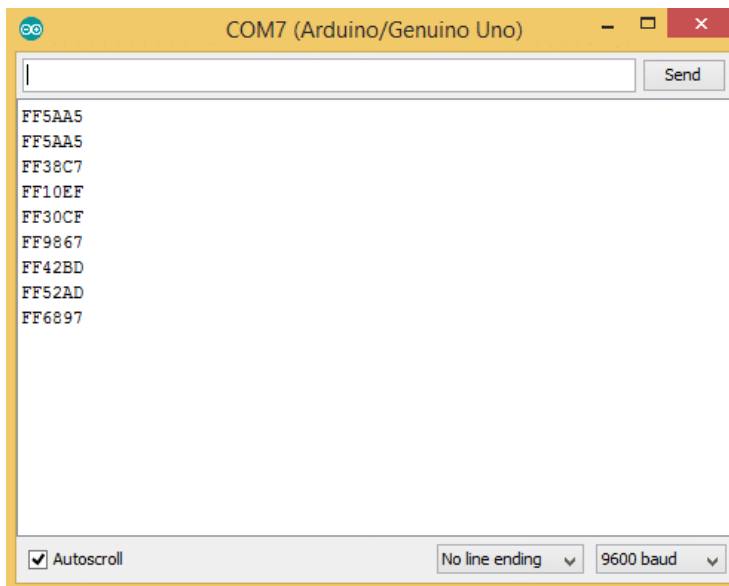 COM7 (Arduino/Genuino Uno)
Send
FF5AA5
FF5AA5
FF38C7
FF10EF
FF30CF
FF9867
FF42BD
FF52AD
FF6897
Autoscroll
No line ending
9600 baud